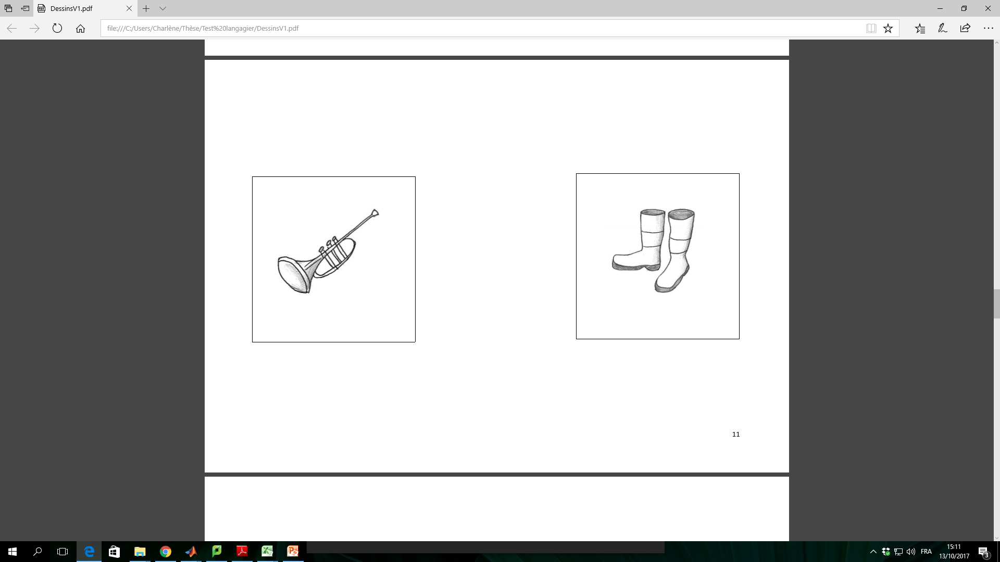 DessinsV1.pdf
file:///C:/Users/Charlène/Thèse/Test%20langagier/DessinsV1.pdf
11
FRA
15:11
13/10/2017
3